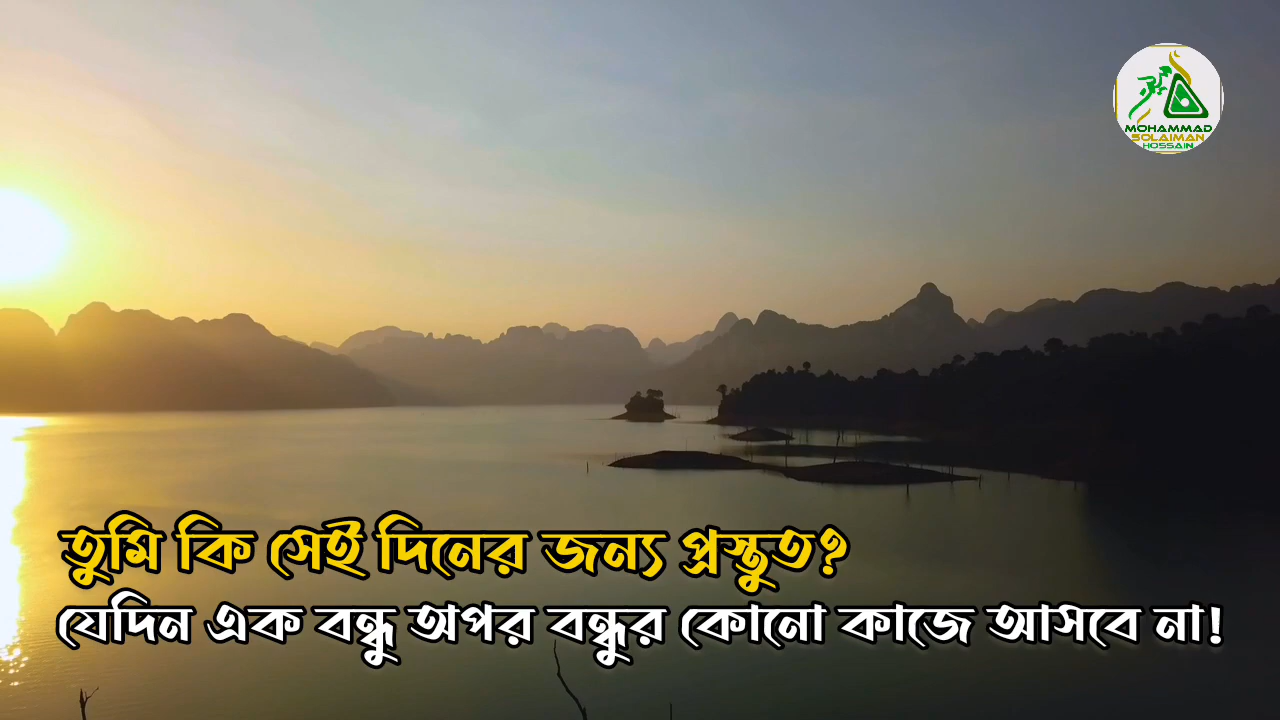 MOHAMMAD
SOLAIMAN
HOSSAIN
তুমি কি সেই দিনের জন্য প্রস্তুত?
যেদিন এক বন্ধু অপর বন্ধুর কোনো কাজে আসবে না!